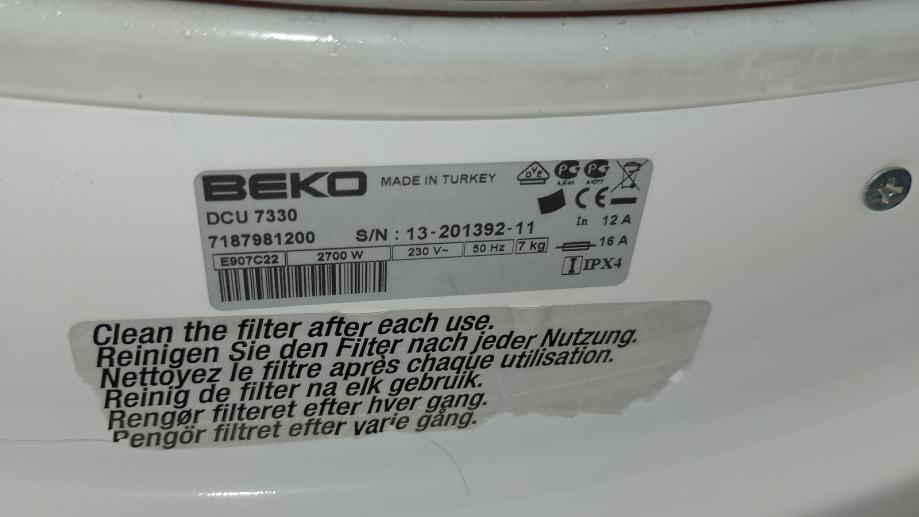 BEKO MADE IN TURKEY
DCU 7330
7187981200 S/N : 13-201392-11
In 12 A
E907C22 2700 W 230 V~ 50 Hz 7 kg 16 A
IPX4
Clean the filter after each use.
Reinigen Sie den Filter nach jeder Nutzung.
Nettoyez le filtre après chaque utilisation.
Reinig de filter na elk gebruik.
Rengør filteret efter hver gang.
Rengör filtret efter varje gång.